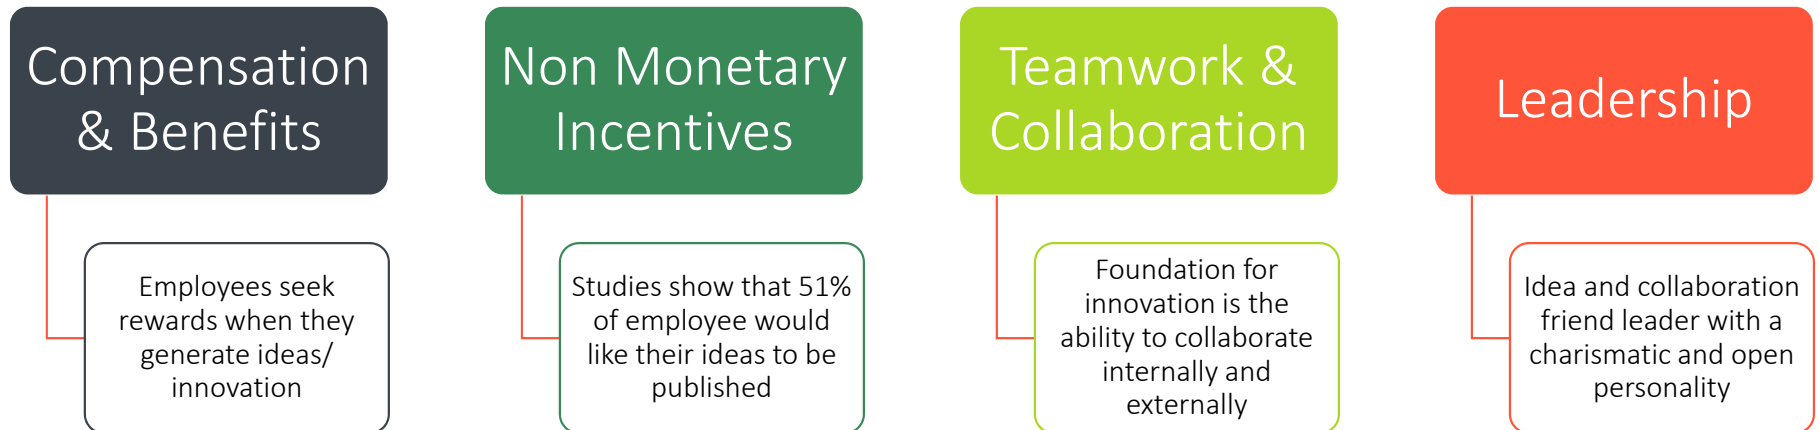 Compensation
& Benefits
Employees seek
rewards when they
generate ideas/
innovation
Non Monetary
Incentives
Studies show that 51%
of employee would
like their ideas to be
published
Teamwork &
Collaboration
Foundation for
innovation is the
ability to collaborate
internally and
externally
Leadership
Idea and collaboration
friend leader with a
charismatic and open
personality